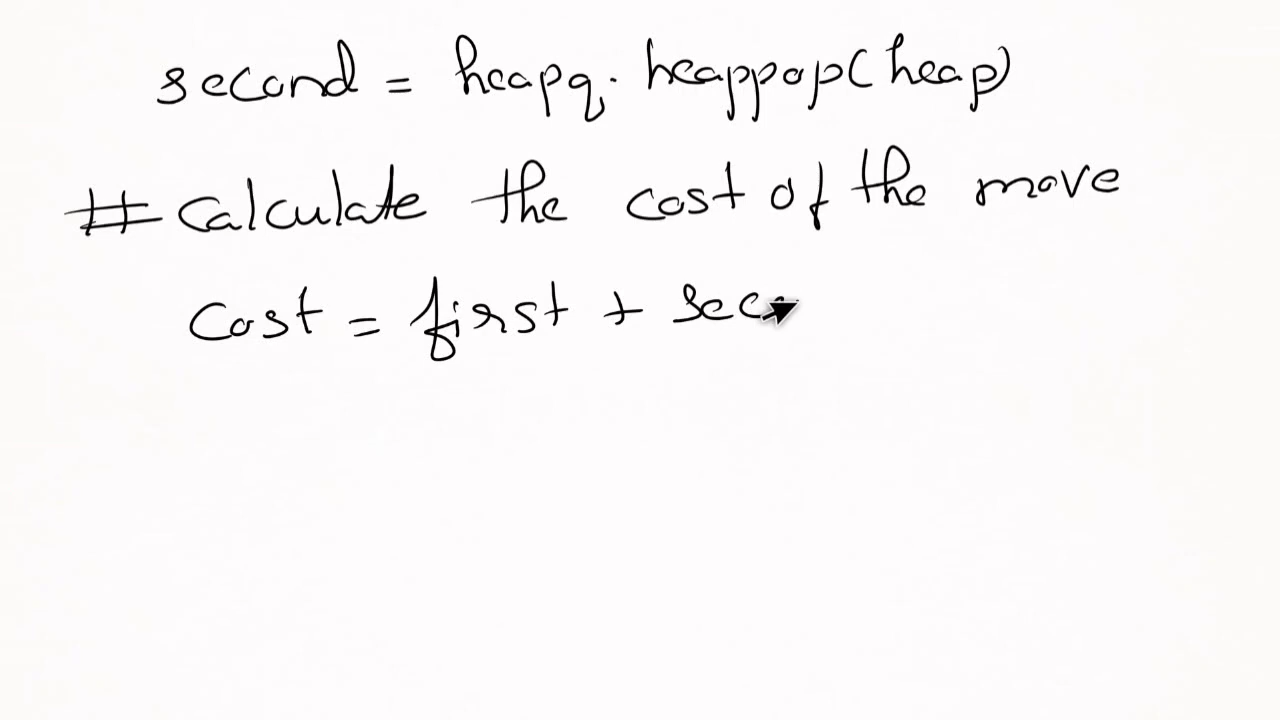 second = heapq. heappop(heap)
# Calculate the cost of the move
Cost = first + sec